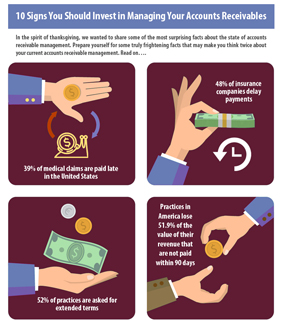 10 Signs You Should Invest in Managing Your Accounts Receivables
In the spirit of thanksgiving, we wanted to share some of the most surprising facts about the state of accounts
receivable management. Prepare yourself for some truly frightening facts that may make you think twice about
your current accounts receivable management. Read on….
39% of medical claims are paid late
in the United States
48% of insurance
companies delay
payments
52% of practices are asked for
extended terms
Practices in
America lose
51.9% of the
value of their
revenue that
are not paid
within 90 days